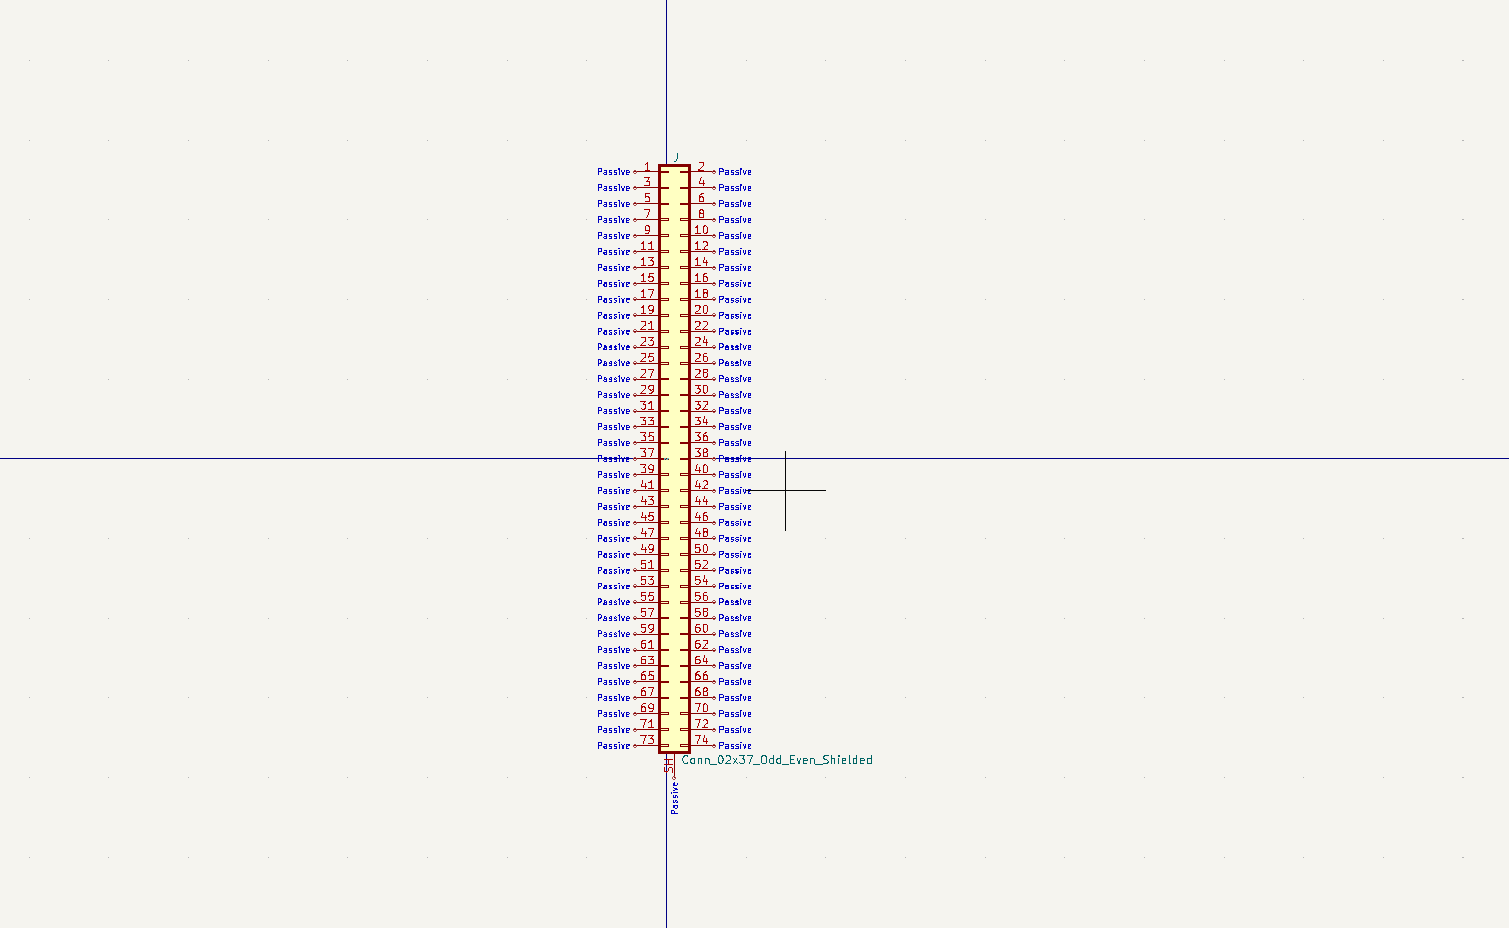 J
Passive 1 2 Passive
Passive 3 4 Passive
Passive 5 6 Passive
Passive 7 8 Passive
Passive 9 10 Passive
Passive 11 12 Passive
Passive 13 14 Passive
Passive 15 16 Passive
Passive 17 18 Passive
Passive 19 20 Passive
Passive 21 22 Passive
Passive 23 24 Passive
Passive 25 26 Passive
Passive 27 28 Passive
Passive 29 30 Passive
Passive 31 32 Passive
Passive 33 34 Passive
Passive 35 36 Passive
Passive 37 38 Passive
Passive 39 40 Passive
Passive 41 42 Passive
Passive 43 44 Passive
Passive 45 46 Passive
Passive 47 48 Passive
Passive 49 50 Passive
Passive 51 52 Passive
Passive 53 54 Passive
Passive 55 56 Passive
Passive 57 58 Passive
Passive 59 60 Passive
Passive 61 62 Passive
Passive 63 64 Passive
Passive 65 66 Passive
Passive 67 68 Passive
Passive 69 70 Passive
Passive 71 72 Passive
Passive 73 74 Passive
Conn_02x37_Odd_Even_Shielded
SH
Passive